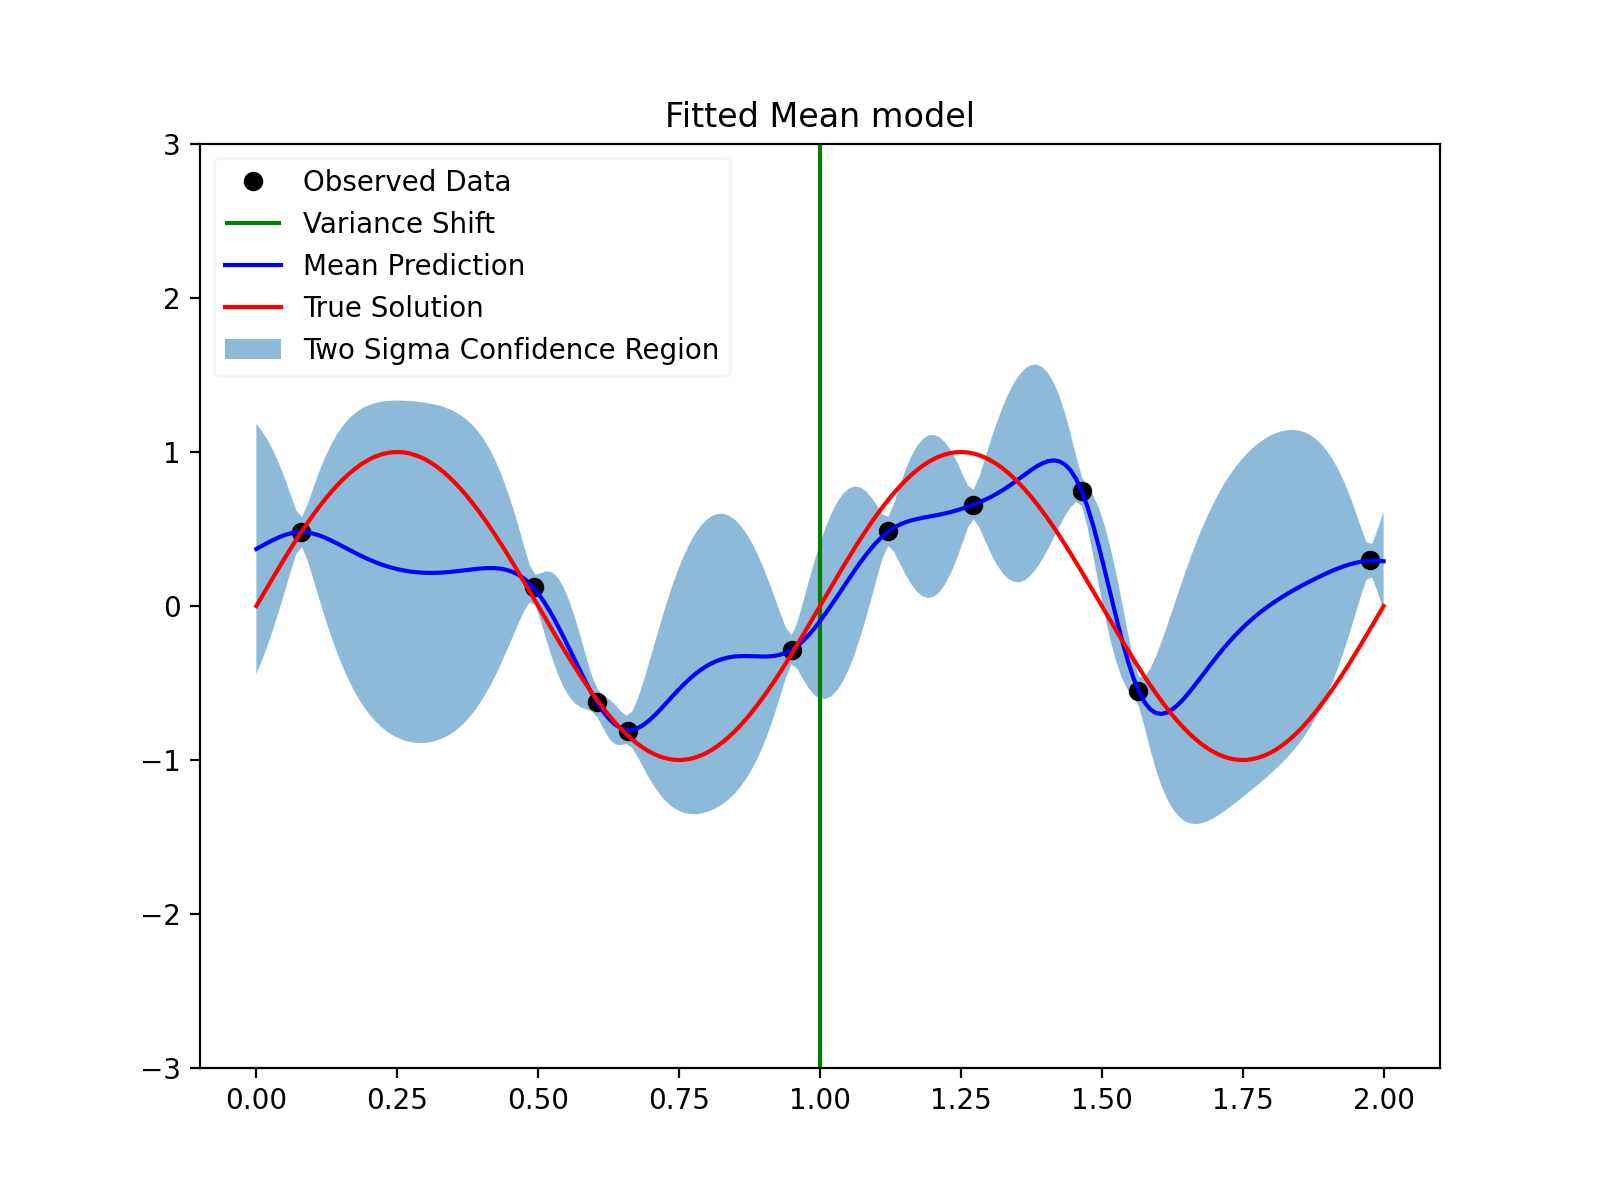 Fitted Mean model
3
2
1
0
−1
−2
−3
Observed Data
Variance Shift
Mean Prediction
True Solution
Two Sigma Confidence Region
0.00 0.25 0.50 0.75 1.00 1.25 1.50 1.75 2.00